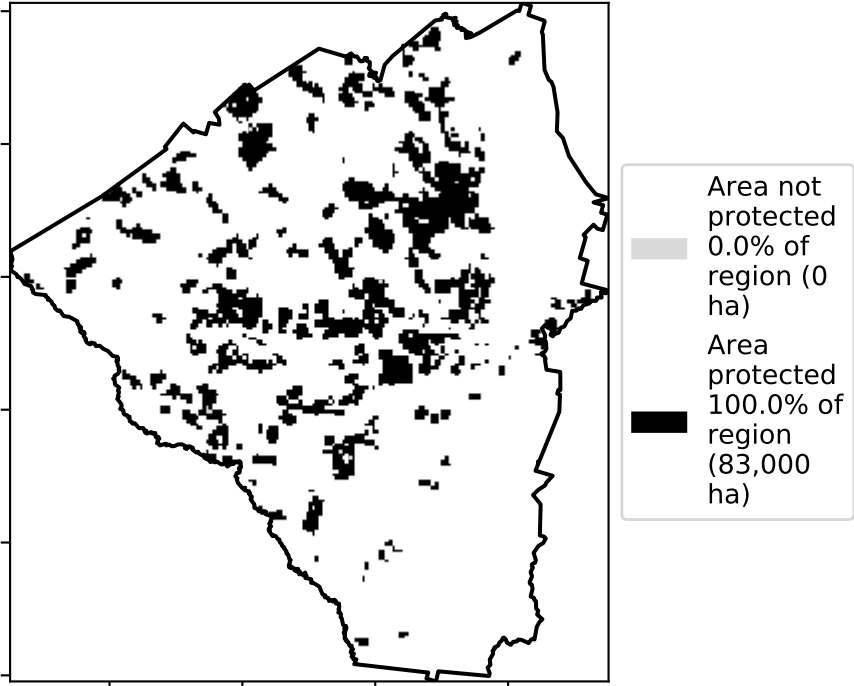 Area not
protected
0.0% of
region (0
ha)
Area
protected
100.0% of
region
(83,000
ha)